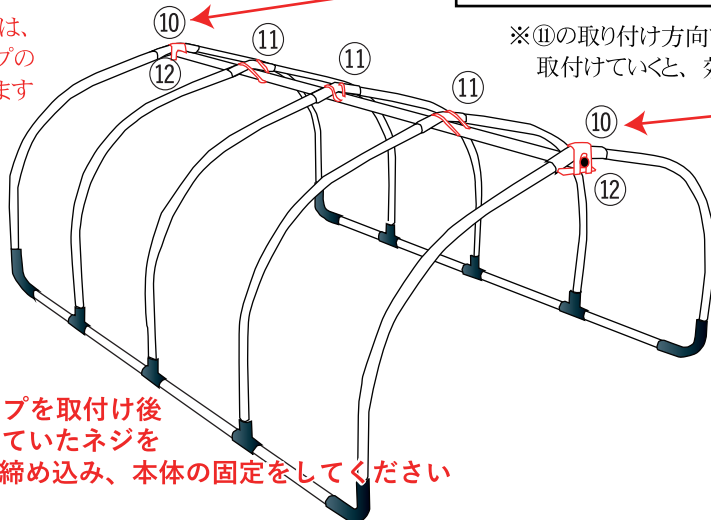 は、
プの
ます
⑩
⑫
⑪
⑪
⑪
⑩
⑫
※⑪の取り付け方向
取付けていくと、
プを取付け後
ていたネジを
締め込み、本体の固定をしてください